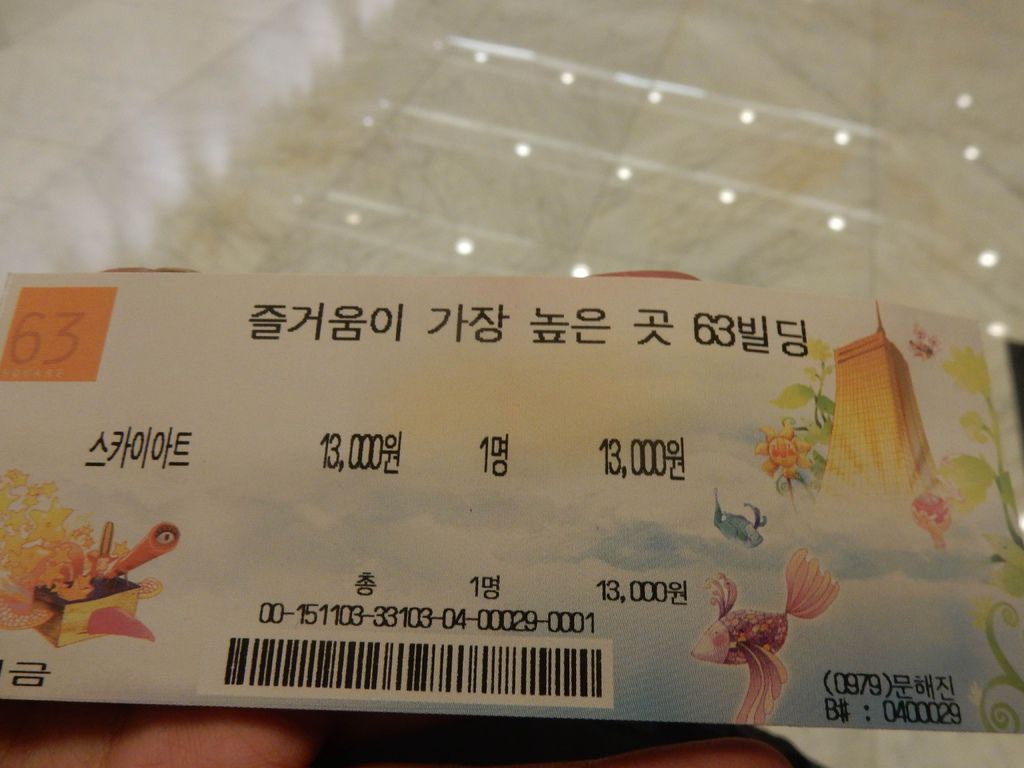 63
SQUARE
즐거움이 가장 높은 곳 63빌딩
스카이아트 13,000원 1명 13,000원
총 1명 13,000원
00-151103-33103-04-00029-0001
금
(0979)문해진
B# : 0400029